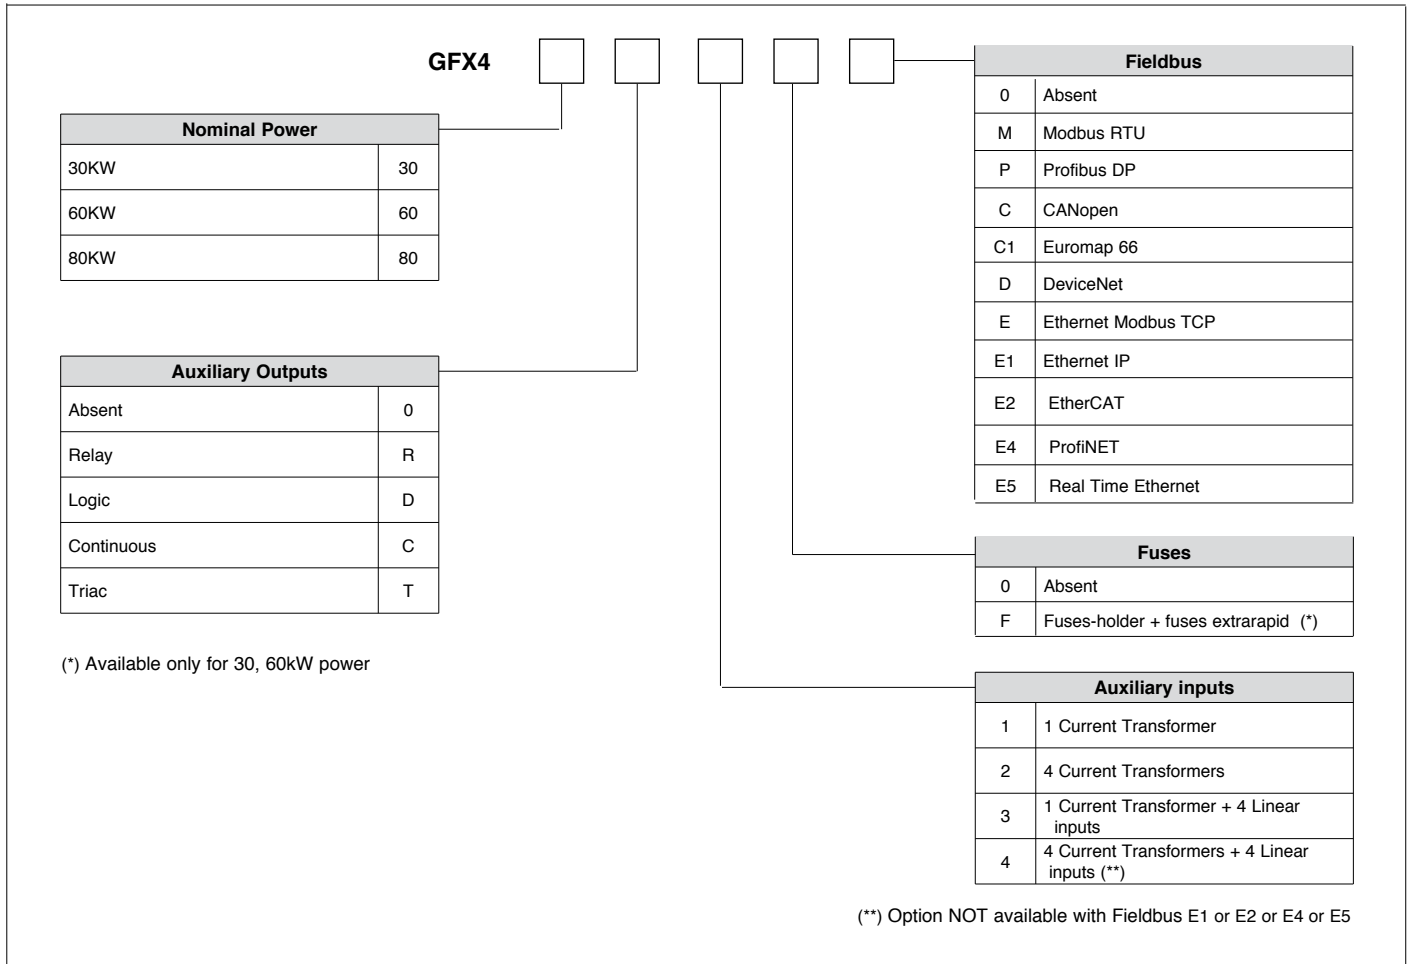 GFX4
Nominal Power
30KW 30
60KW 60
80KW 80
Auxiliary Outputs
Absent 0
Relay R
Logic D
Continuous C
Triac T
(*) Available only for 30, 60kW power
Fieldbus
0 Absent
M Modbus RTU
P Profibus DP
C CANopen
C1 Euromap 66
D DeviceNet
E Ethernet Modbus TCP
E1 Ethernet IP
E2 EtherCAT
E4 ProfiNET
E5 Real Time Ethernet
Fuses
0 Absent
F Fuses-holder + fuses extrarapid (*)
Auxiliary inputs
1 1 Current Transformer
2 4 Current Transformers
3 1 Current Transformer + 4 Linear
inputs
4 4 Current Transformers + 4 Linear
inputs (**)
(**) Option NOT available with Fieldbus E1 or E2 or E4 or E5